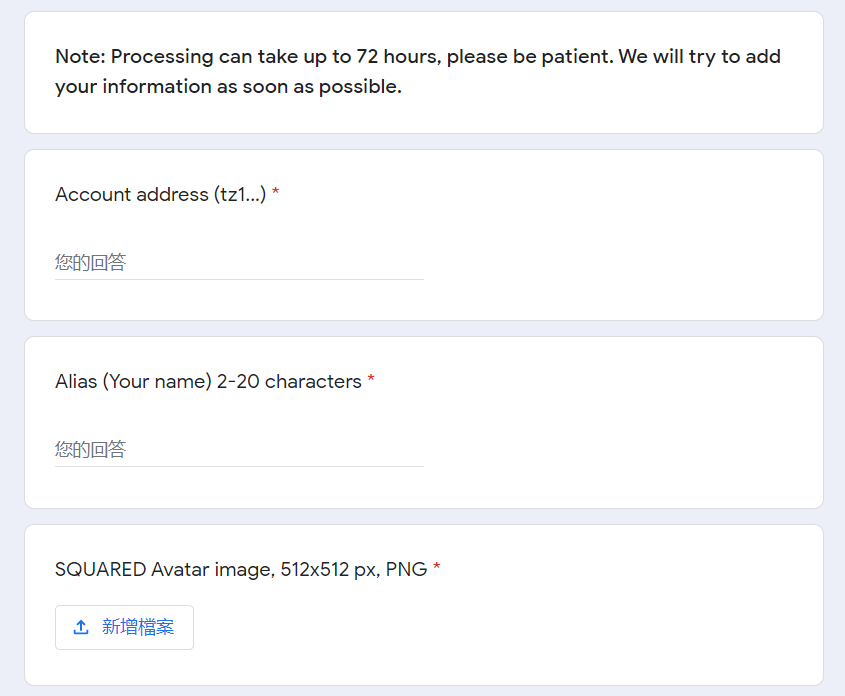 Note: Processing can take up to 72 hours, please be patient. We will try to add
your information as soon as possible.
Account address (tz1...) *
您的回答
Alias (Your name) 2-20 characters *
您的回答
SQUARED Avatar image, 512x512 px, PNG *
新增檔案